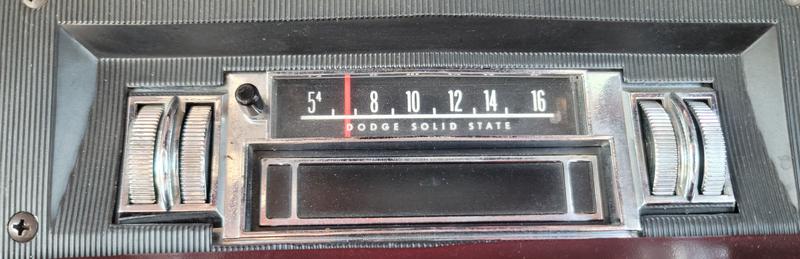 5⁴ 8 10 12 14 16
DODGE SOLID STATE